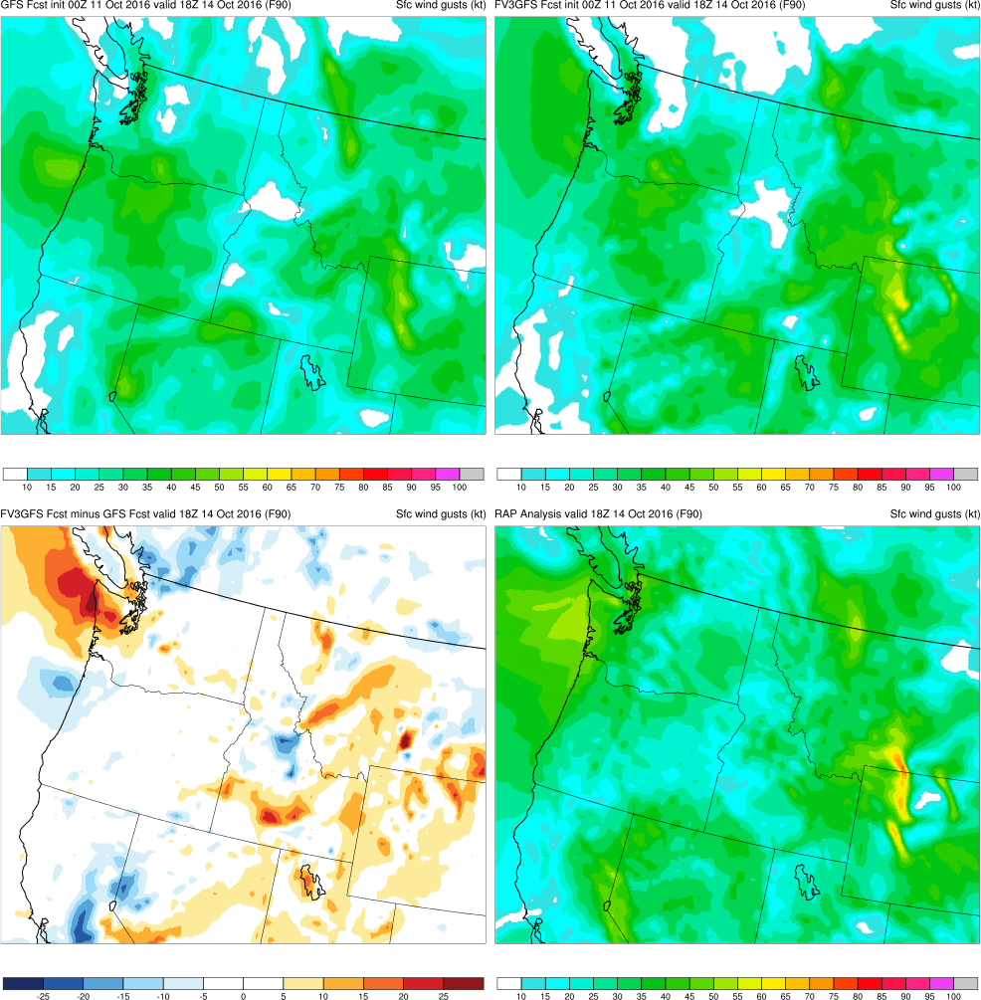 GFS Fcst init 00Z 11 Oct 2016 valid 18Z 14 Oct 2016 (F90) Sfc wind gusts (kt)
FV3GFS Fcst init 00Z 11 Oct 2016 valid 18Z 14 Oct 2016 (F90) Sfc wind gusts (kt)
10 15 20 25 30 35 40 45 50 55 60 65 70 75 80 85 90 95 100
10 15 20 25 30 35 40 45 50 55 60 65 70 75 80 85 90 95 100
FV3GFS Fcst minus GFS Fcst valid 18Z 14 Oct 2016 (F90) Sfc wind gusts (kt)
RAP Analysis valid 18Z 14 Oct 2016 (F90) Sfc wind gusts (kt)
-25 -20 -15 -10 -5 0 5 10 15 20 25
10 15 20 25 30 35 40 45 50 55 60 65 70 75 80 85 90 95 100